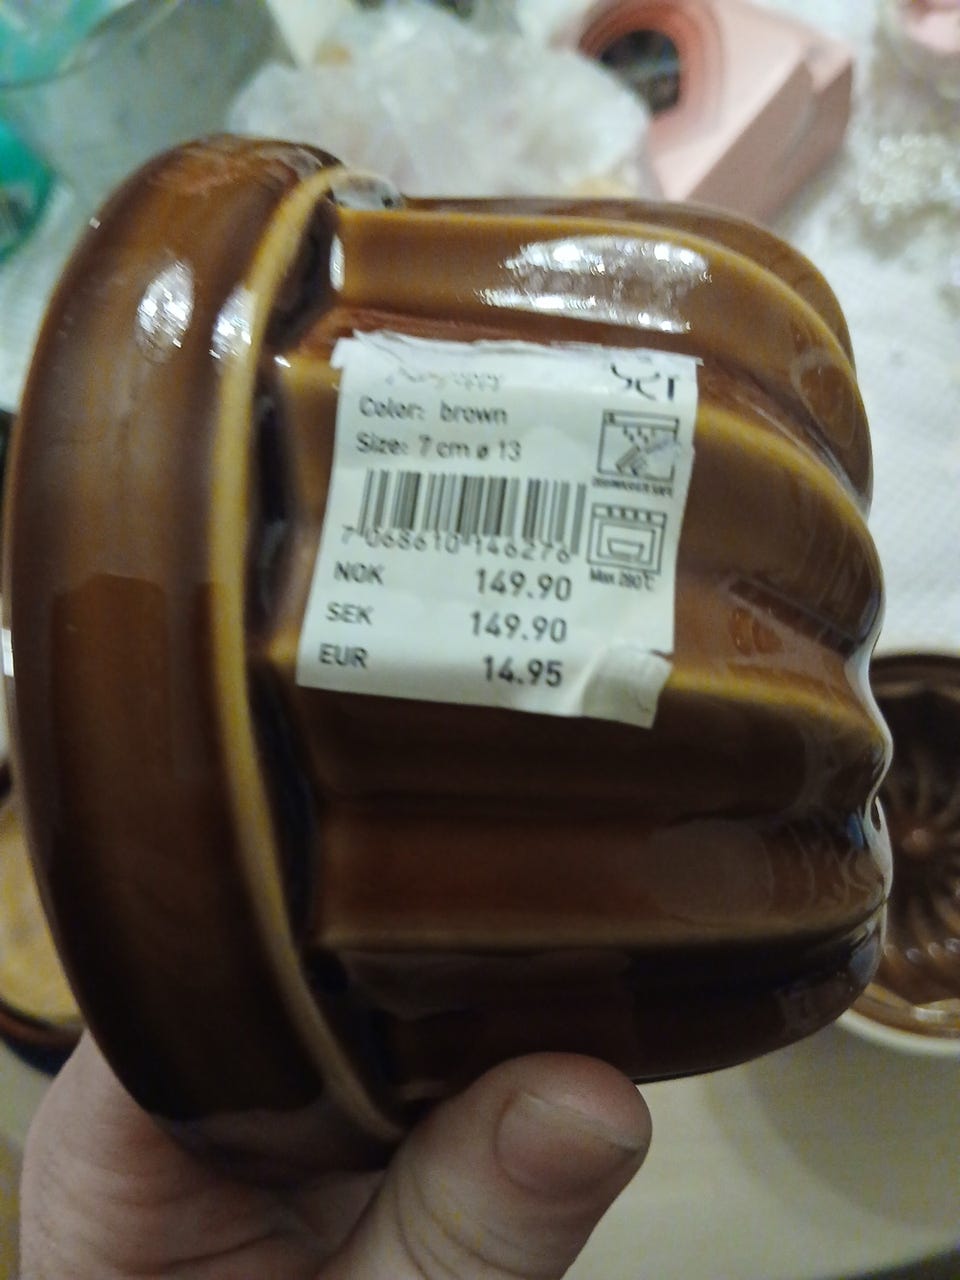 Color: brown
Size: 7 cm ø 13
7 068610 146276
Max 260°C
NOK 149.90
SEK 149.90
EUR 14.95